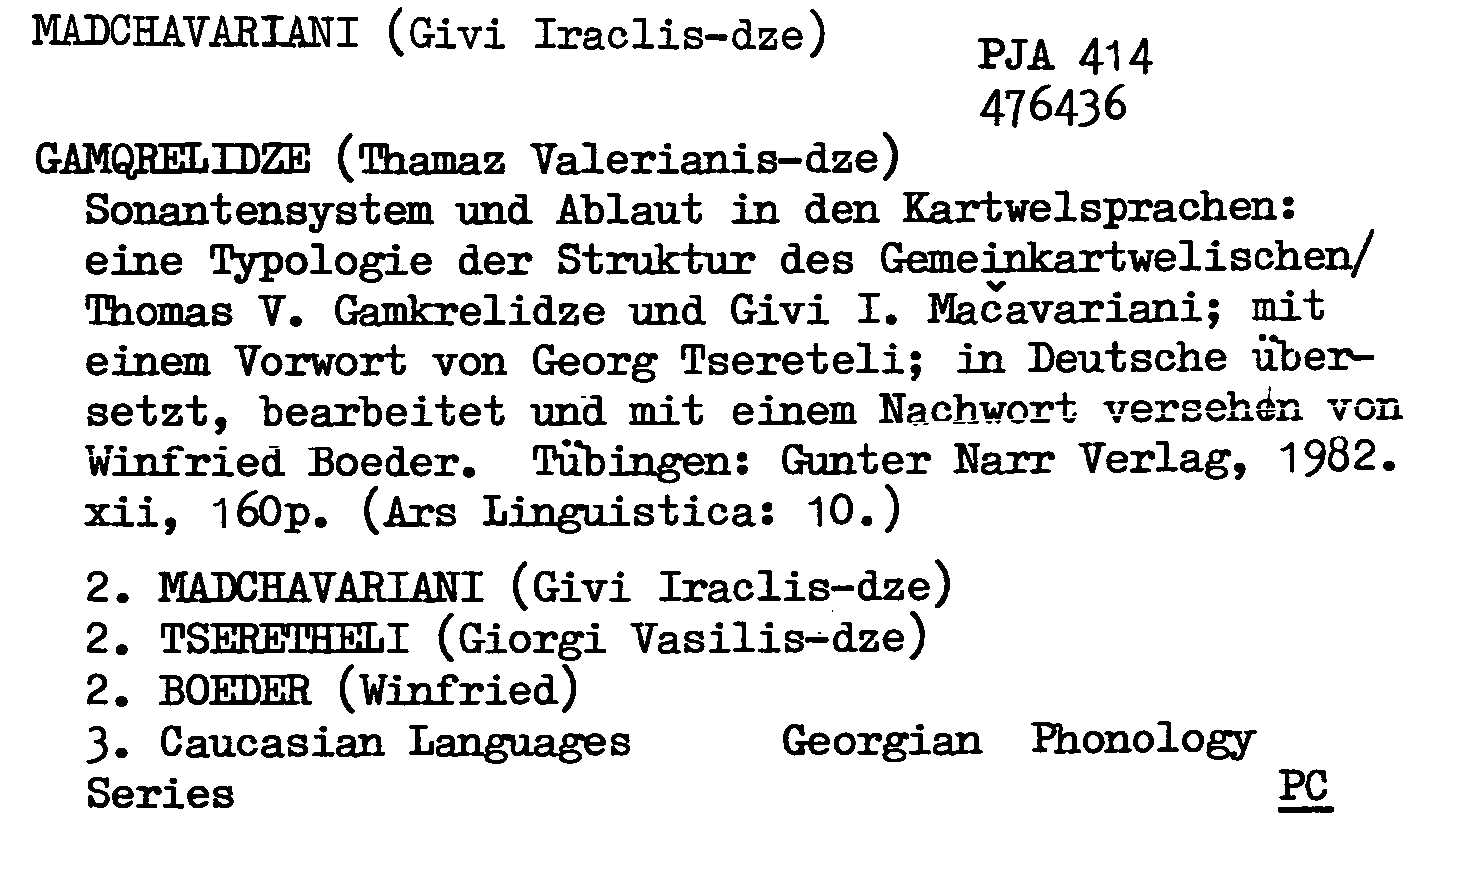 MADCHAVARIANI (Givi Iraclis-dze)
PJA 414
476436
GAMQRELIDZE (Thamaz Valerianis-dze)
Sonantensystem und Ablaut in den Kartwelsprachen:
eine Typologie der Struktur des Gemeinkartwelischen/
Thomas V. Gamkrelidze und Givi I. Mačavariani; mit
einem Vorwort von Georg Tsereteli; in Deutsche über-
setzt, bearbeitet und mit einem Nachwort versehen von
Winfried Boeder. Tübingen: Gunter Narr Verlag, 1982.
xii, 160p. (Ars Linguistica: 10.)
2. MADCHAVARIANI (Givi Iraclis-dze)
2. TSERETHELI (Giorgi Vasilis-dze)
2. BOEDER (Winfried)
3. Caucasian Languages Georgian Phonology
Series
PC